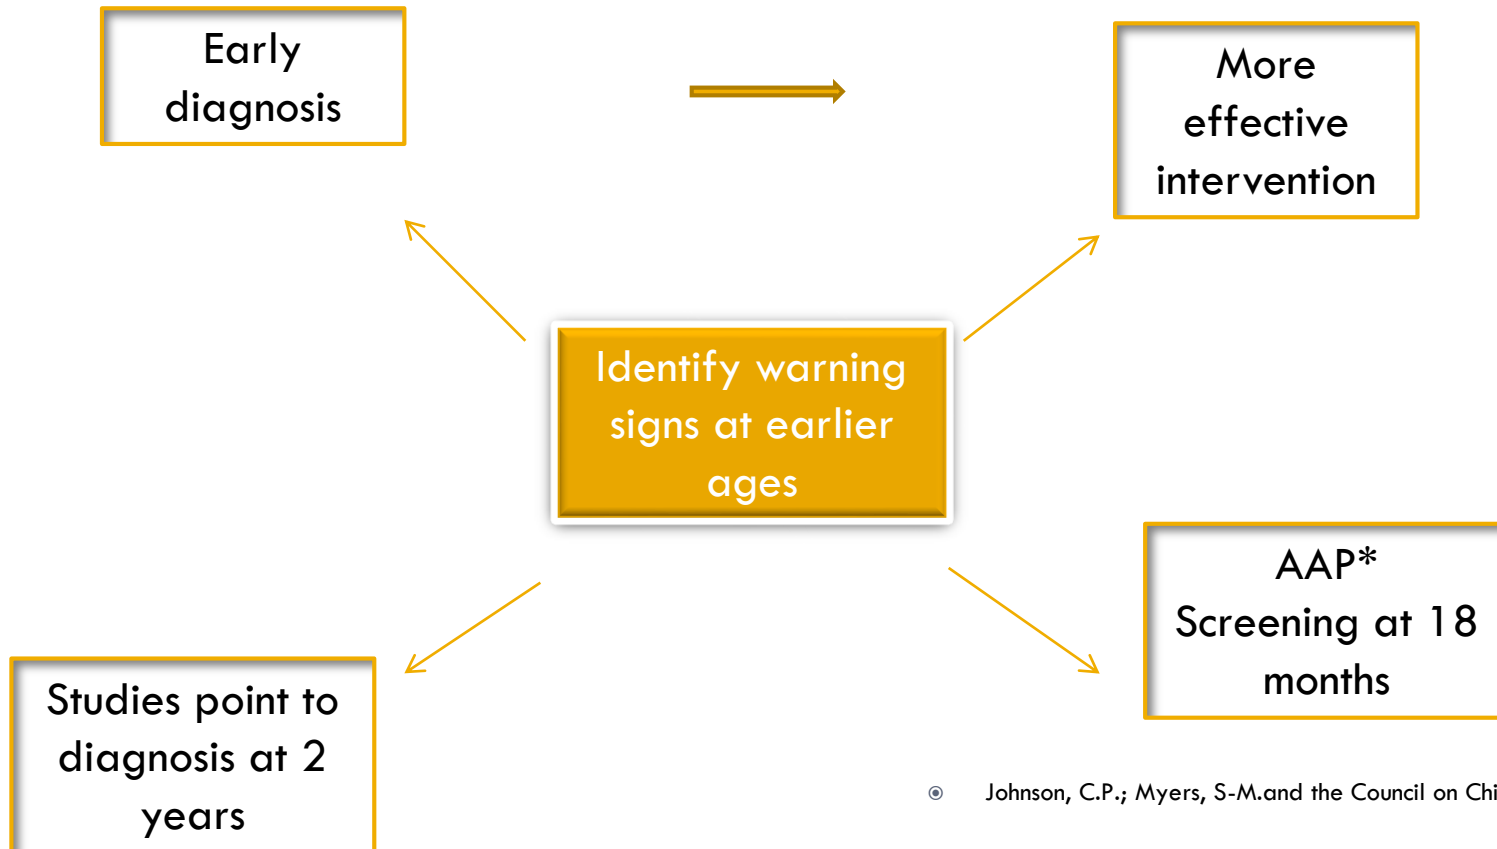 Early
diagnosis
More
effective
intervention
Identify warning
signs at earlier
ages
AAP*
Screening at 18
months
Studies point to
diagnosis at 2
years
Johnson, C.P.; Myers, S-M.and the Council on Chi